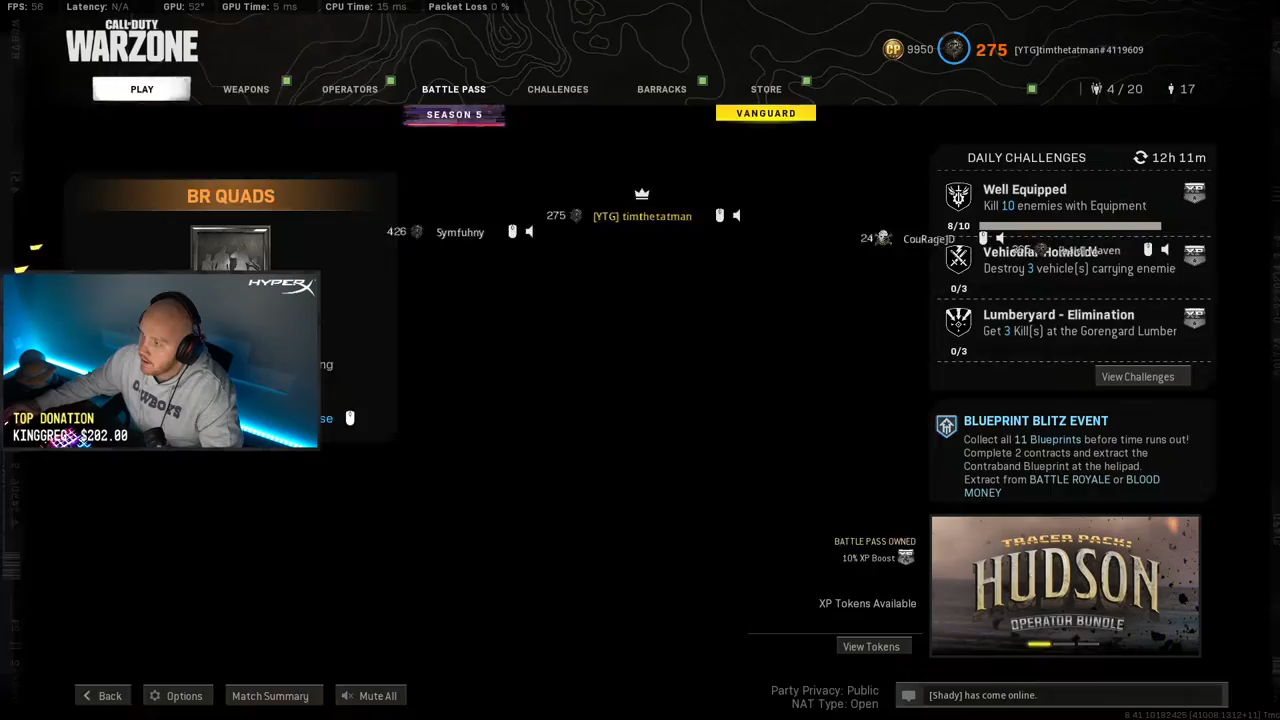 FPS: 56 Latency: N/A GPU: 52° GPU Time: 5 ms CPU Time: 15 ms Packet Loss 0 %
CALL·DUTY
WARZONE
CP 9950 275 [YTG]timthetatman#4119609
PLAY WEAPONS OPERATORS BATTLE PASS CHALLENGES BARRACKS STORE 4 / 20 17
SEASON 5 VANGUARD
BR QUADS
426 Symfuhny
275 [YTG] timthetatman
24 CouRageJD
Maven
DAILY CHALLENGES 12h 11m
Well Equipped
Kill 10 enemies with Equipment
8/10
Vehicular Homicide
Destroy 3 vehicle(s) carrying enemie
0/3
Lumberyard - Elimination
Get 3 Kill(s) at the Gorengard Lumber
0/3
View Challenges
HYPERX
ng
se
COWBOYS
TOP DONATION
$202.00
BLUEPRINT BLITZ EVENT
Collect all 11 Blueprints before time runs out!
Complete 2 contracts and extract the
Contraband Blueprint at the helipad.
Extract from BATTLE ROYALE or BLOOD
MONEY
BATTLE PASS OWNED
10% XP Boost
XP Tokens Available
View Tokens
TRACER PACK:
HUDSON
OPERATOR BUNDLE
Back Options Match Summary Mute All
Party Privacy: Public
NAT Type: Open
[Shady] has come online.